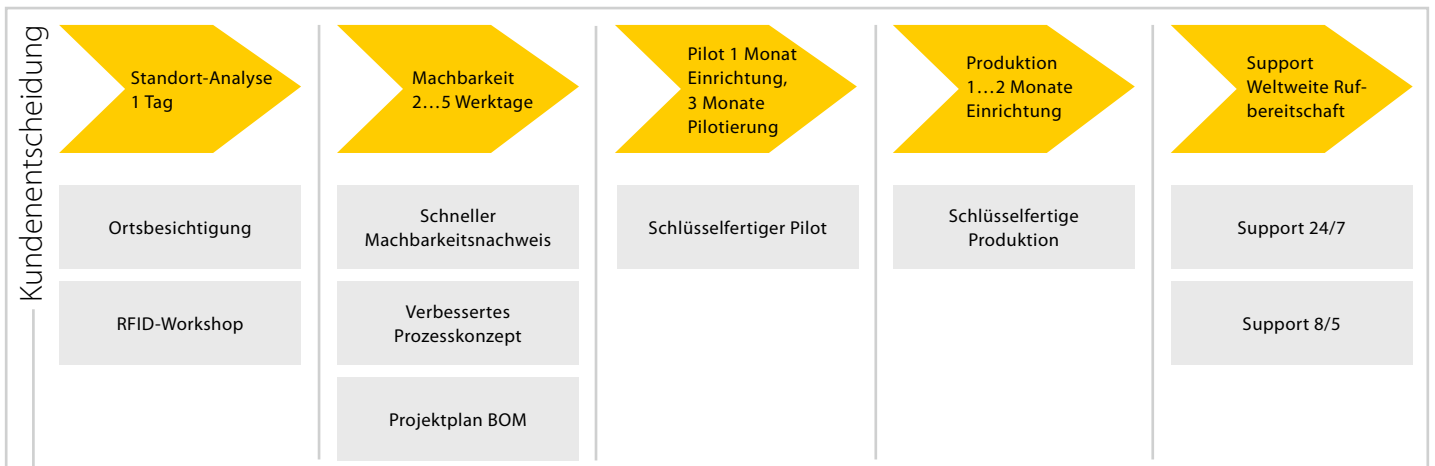 Kundenentscheidung
Standort-Analyse
1 Tag
Ortsbesichtigung
RFID-Workshop
Machbarkeit
2…5 Werktage
Schneller
Machbarkeitsnachweis
Verbessertes
Prozesskonzept
Projektplan BOM
Pilot 1 Monat
Einrichtung,
3 Monate
Pilotierung
Schlüsselfertiger Pilot
Produktion
1…2 Monate
Einrichtung
Schlüsselfertige
Produktion
Support
Weltweite Ruf-
bereitschaft
Support 24/7
Support 8/5